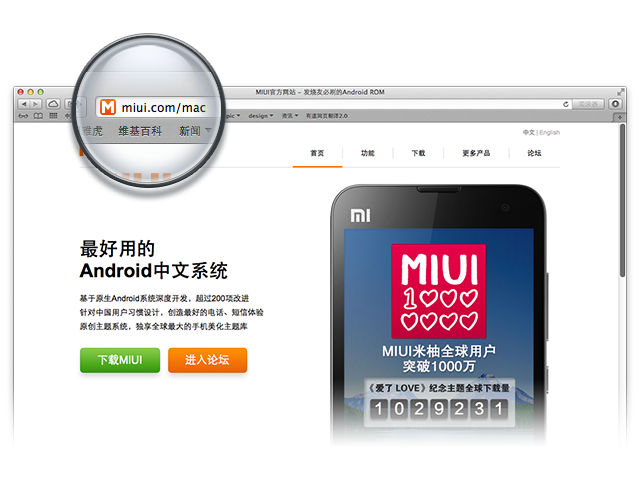 MIUI官方网站 - 发烧友必刷的Android ROM
miui.com/mac
阅读器
雅虎 维基百科 新闻 pic design 资讯 有道网页翻译2.0
中文 | English
首页 功能 下载 更多产品 论坛
最好用的
Android中文系统
基于原生Android系统深度开发，超过200项改进
针对中国用户习惯设计，创造最好的电话、短信体验
原创主题系统，独享全球最大的手机美化主题库
下载MIUI 进入论坛
MI
MIUI
1
MIUI米柚全球用户
突破1000万
《爱了 LOVE》纪念主题全球下载量
1029231